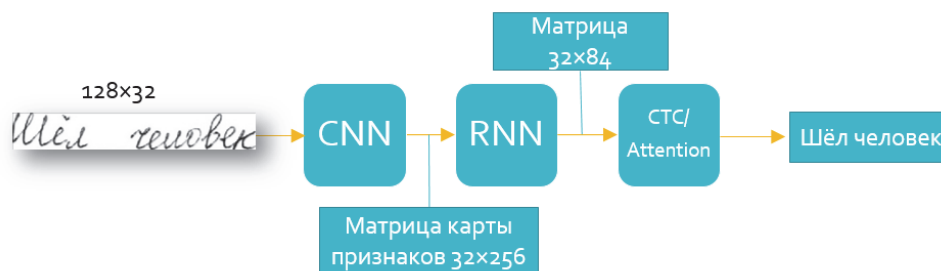 Матрица
32×84
128×32
Шёл человек
CNN
RNN
CTC/
Attention
Шёл человек
Матрица карты
признаков 32×256